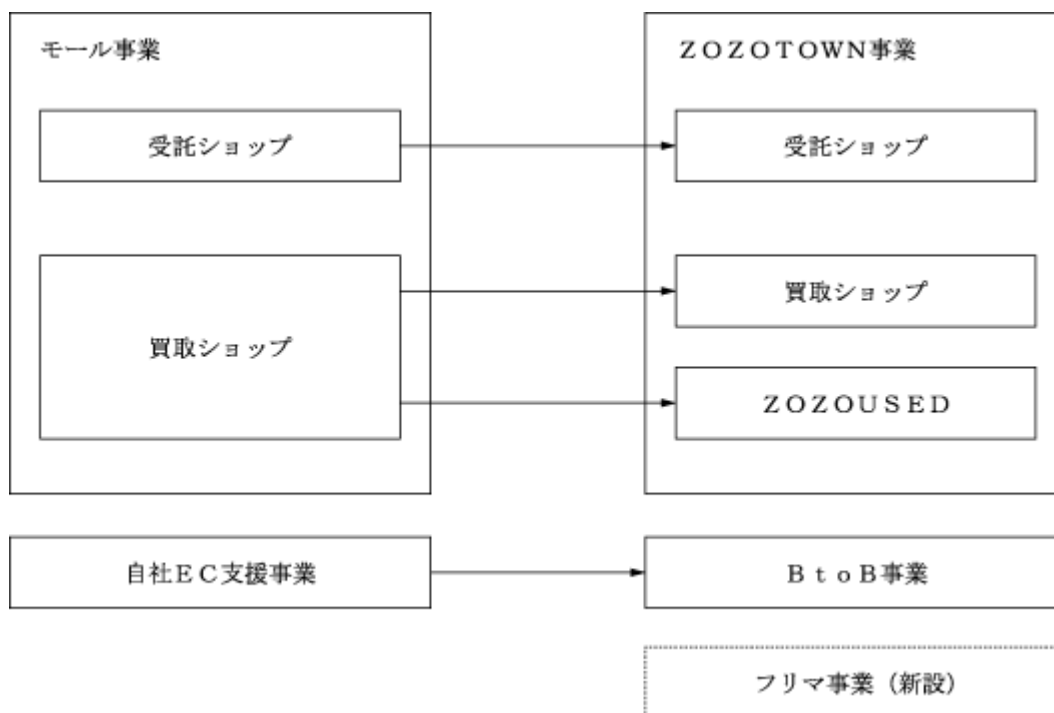 モール事業
受託ショップ
買取ショップ
自社ＥＣ支援事業
ＺＯＺＯＴＯＷＮ事業
受託ショップ
買取ショップ
ＺＯＺＯＵＳＥＤ
ＢｔｏＢ事業
フリマ事業（新設）